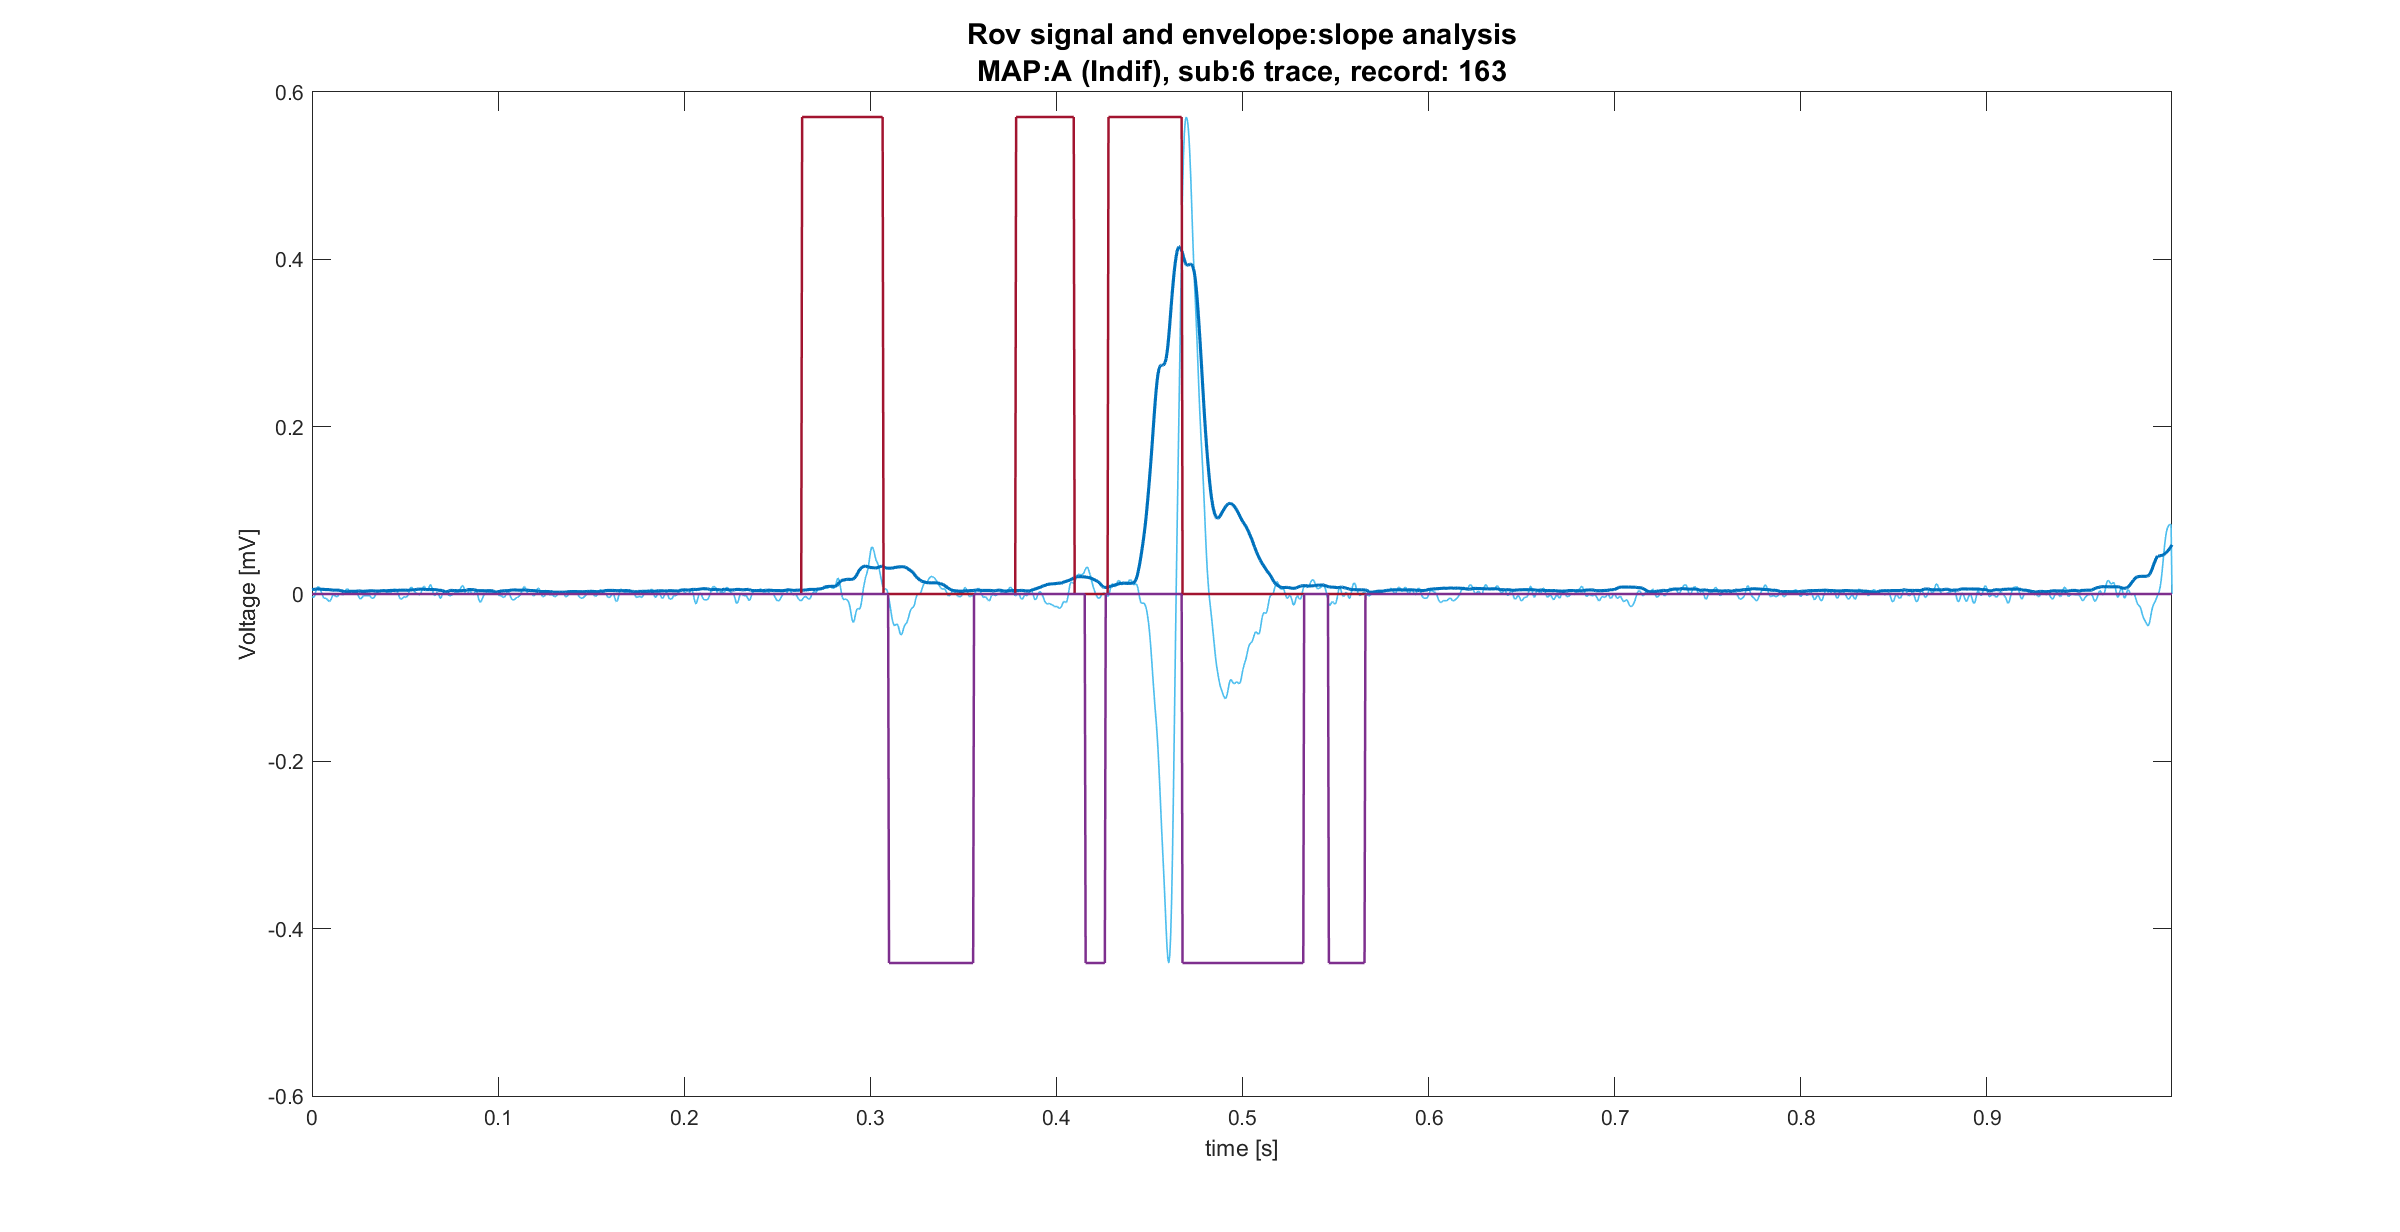 Rov signal and envelope:slope analysis
MAP:A (Indif), sub:6 trace, record: 163
0.6
0.4
0.2
0
-0.2
-0.4
-0.6
Voltage [mV]
0 0.1 0.2 0.3 0.4 0.5 0.6 0.7 0.8 0.9
time [s]